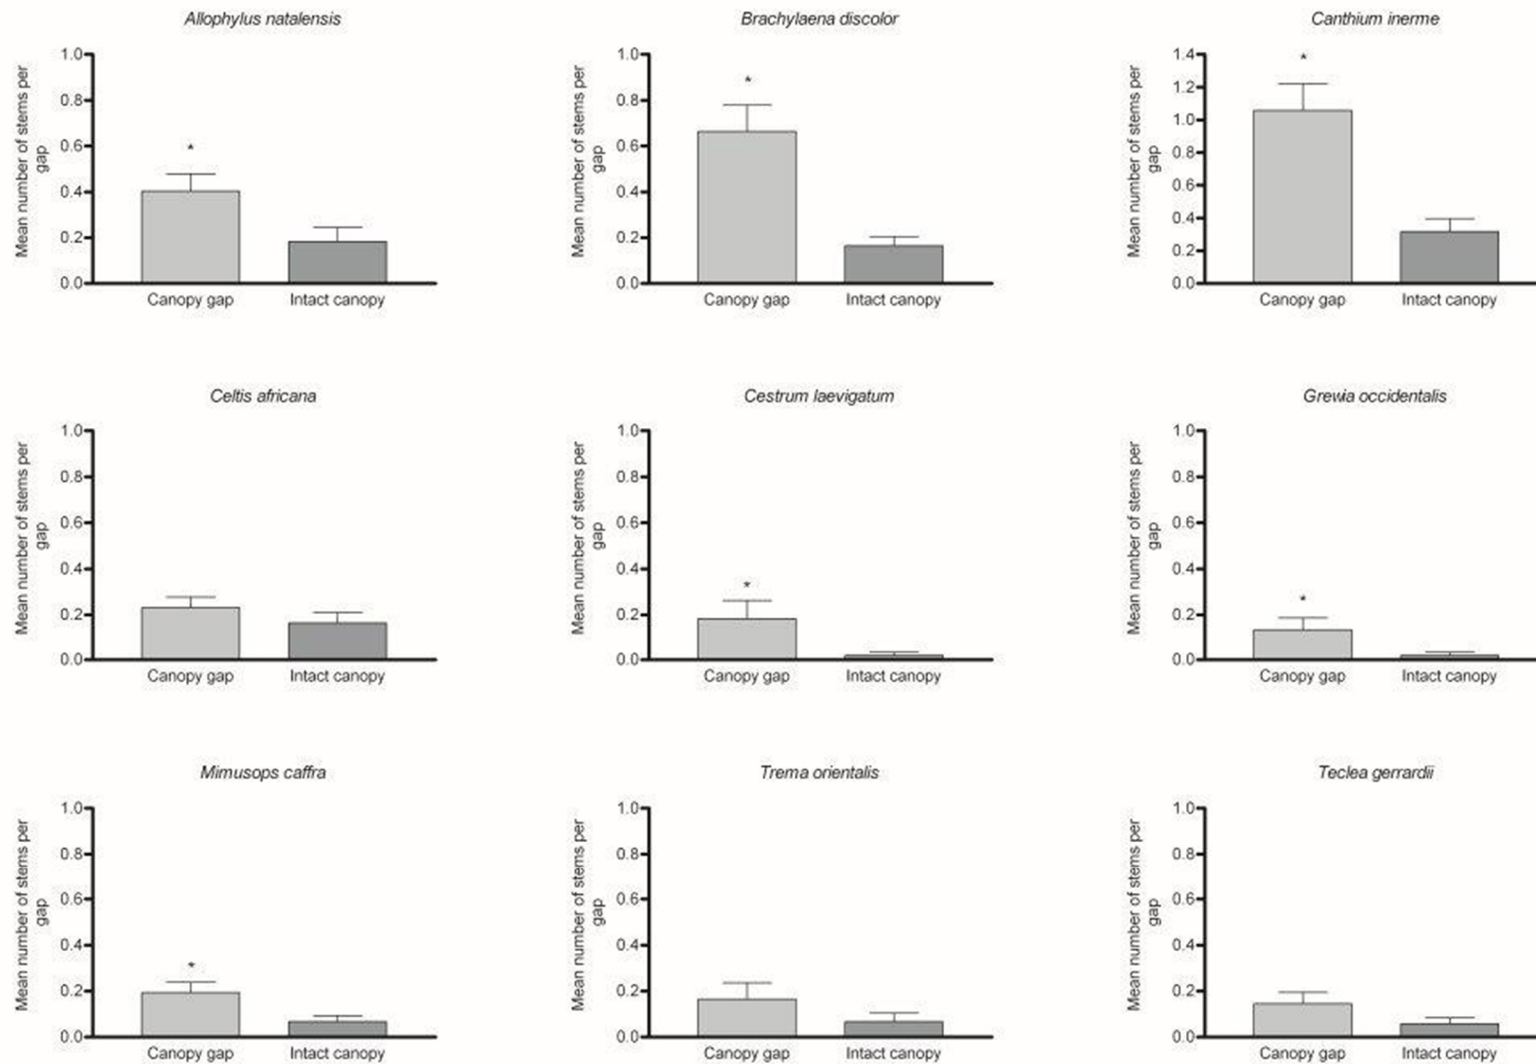 Allophylus natalensis
Mean number of stems per
gap
1.0
0.8
0.6
0.4
0.2
0.0
*
Canopy gap Intact canopy
Brachylaena discolor
Mean number of stems per
gap
1.0
0.8
0.6
0.4
0.2
0.0
*
Canopy gap Intact canopy
Canthium inerme
Mean number of stems per
gap
1.4
1.2
1.0
0.8
0.6
0.4
0.2
0.0
*
Canopy gap Intact canopy
Celtis africana
Mean number of stems per
gap
1.0
0.8
0.6
0.4
0.2
0.0
Canopy gap Intact canopy
Cestrum laevigatum
Mean number of stems per
gap
1.0
0.8
0.6
0.4
0.2
0.0
*
Canopy gap Intact canopy
Grewia occidentalis
Mean number of stems per
gap
1.0
0.8
0.6
0.4
0.2
0.0
*
Canopy gap Intact canopy
Mimusops caffra
Mean number of stems per
gap
1.0
0.8
0.6
0.4
0.2
0.0
*
Canopy gap Intact canopy
Trema orientalis
Mean number of stems per
gap
1.0
0.8
0.6
0.4
0.2
0.0
Canopy gap Intact canopy
Teclea gerrardii
Mean number of stems per
gap
1.0
0.8
0.6
0.4
0.2
0.0
Canopy gap Intact canopy